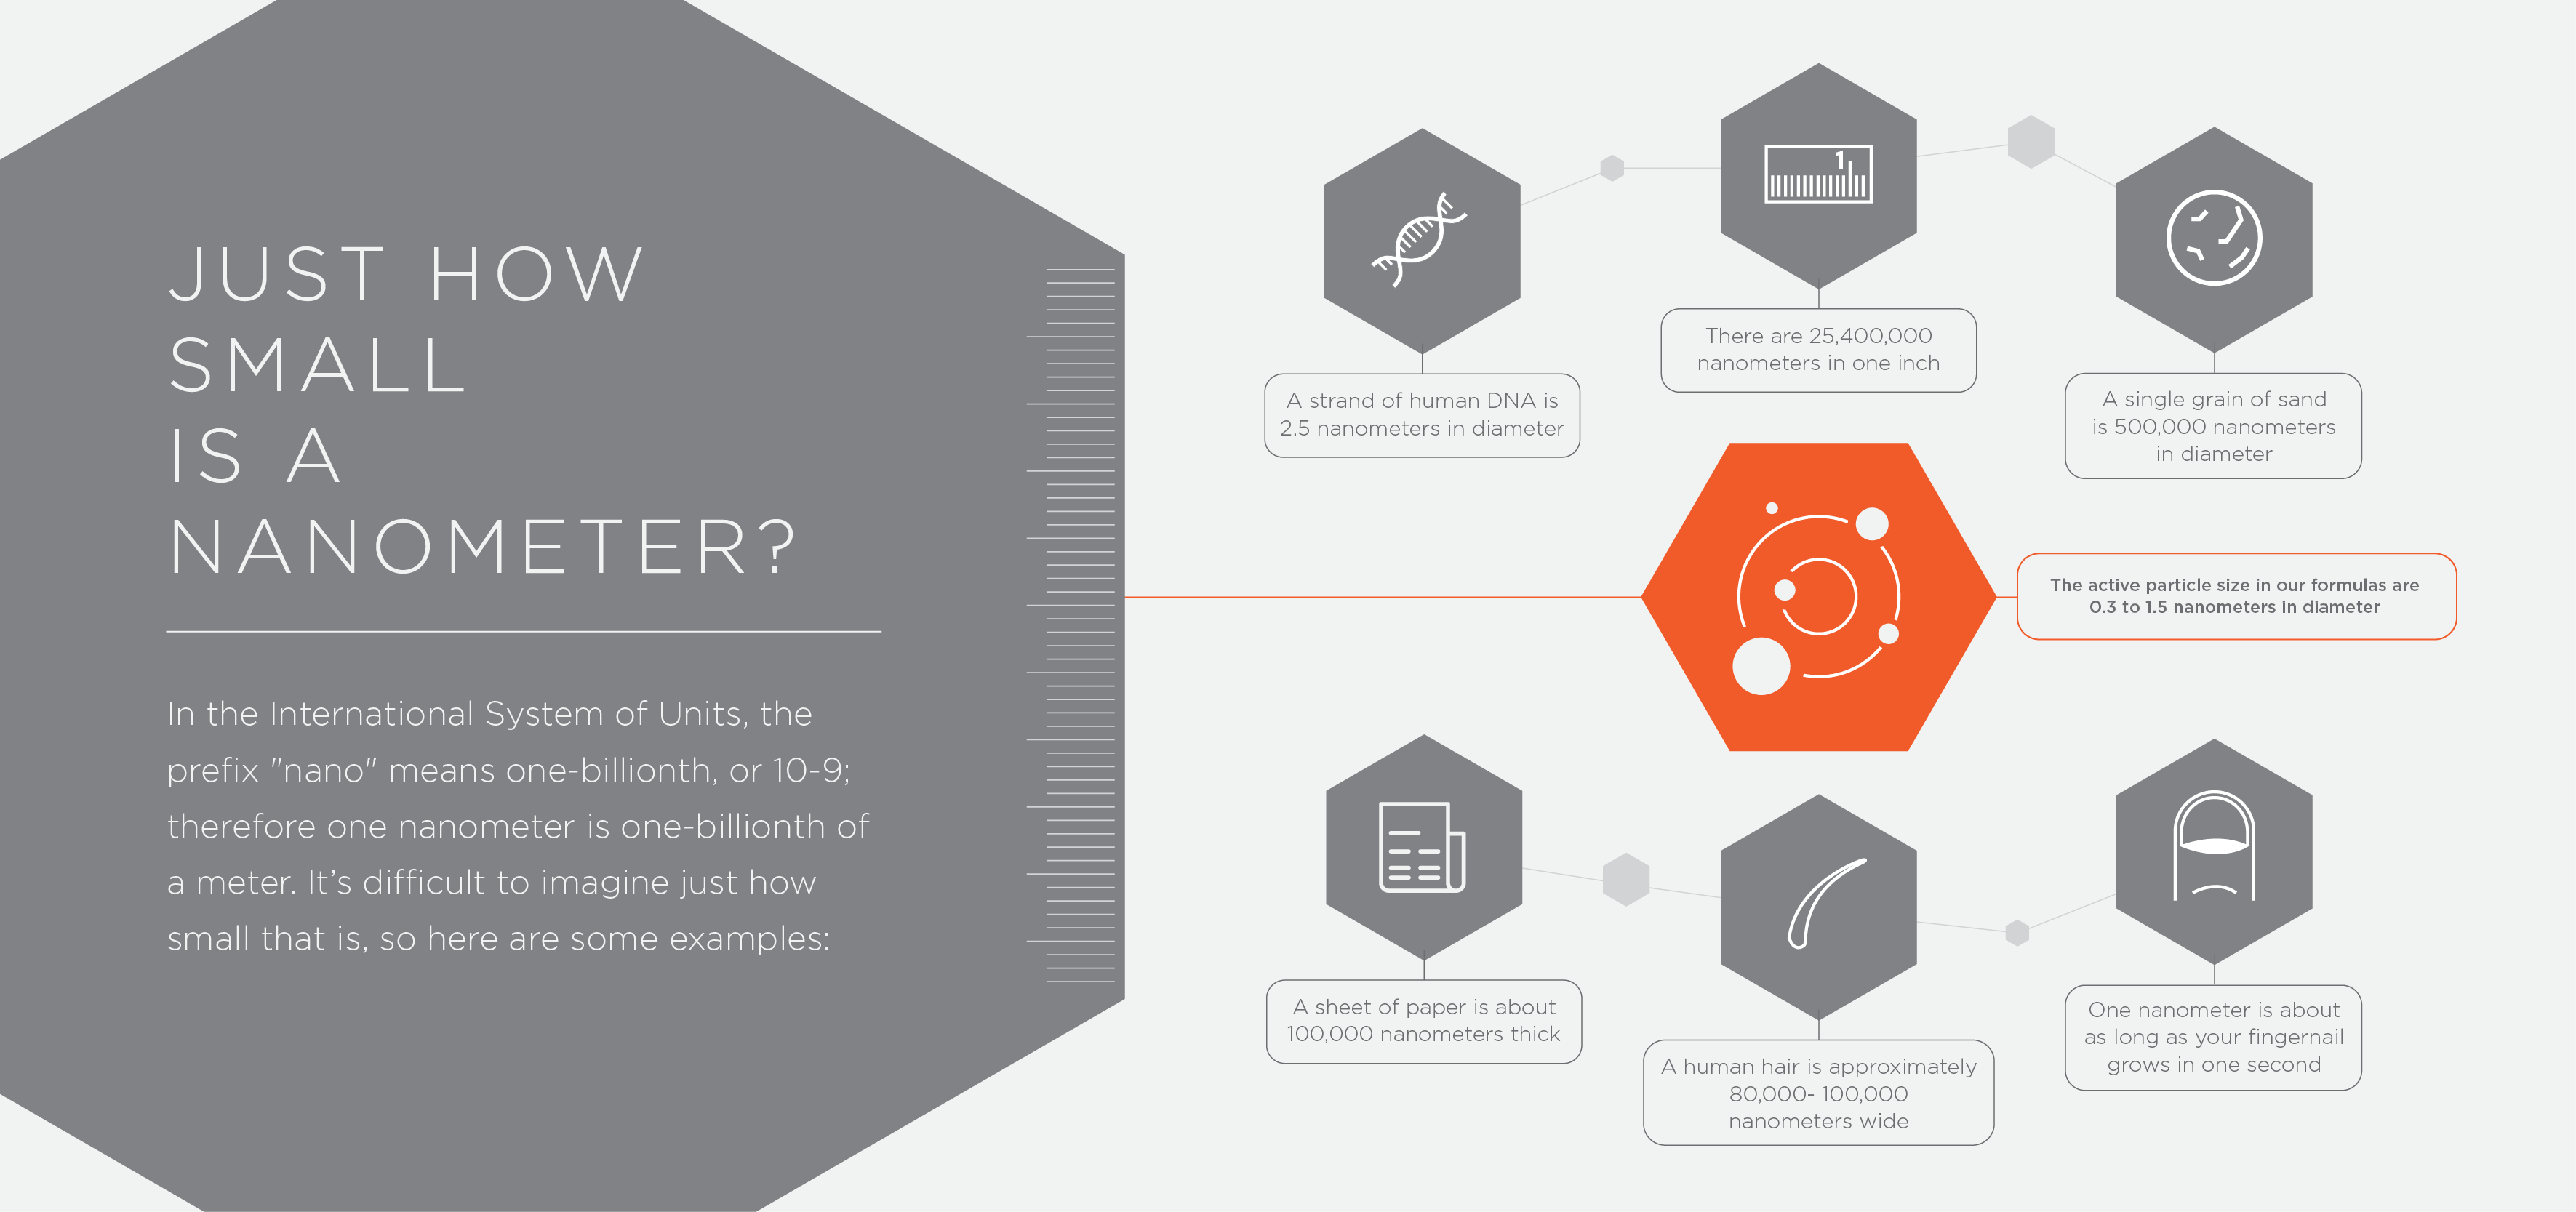 JUST HOW
SMALL
IS A
NANOMETER?
In the International System of Units, the
prefix "nano" means one-billionth, or 10-9;
therefore one nanometer is one-billionth of
a meter. It’s difficult to imagine just how
small that is, so here are some examples:
A strand of human DNA is
2.5 nanometers in diameter
1
There are 25,400,000
nanometers in one inch
A single grain of sand
is 500,000 nanometers
in diameter
The active particle size in our formulas are
0.3 to 1.5 nanometers in diameter
A sheet of paper is about
100,000 nanometers thick
A human hair is approximately
80,000- 100,000
nanometers wide
One nanometer is about
as long as your fingernail
grows in one second